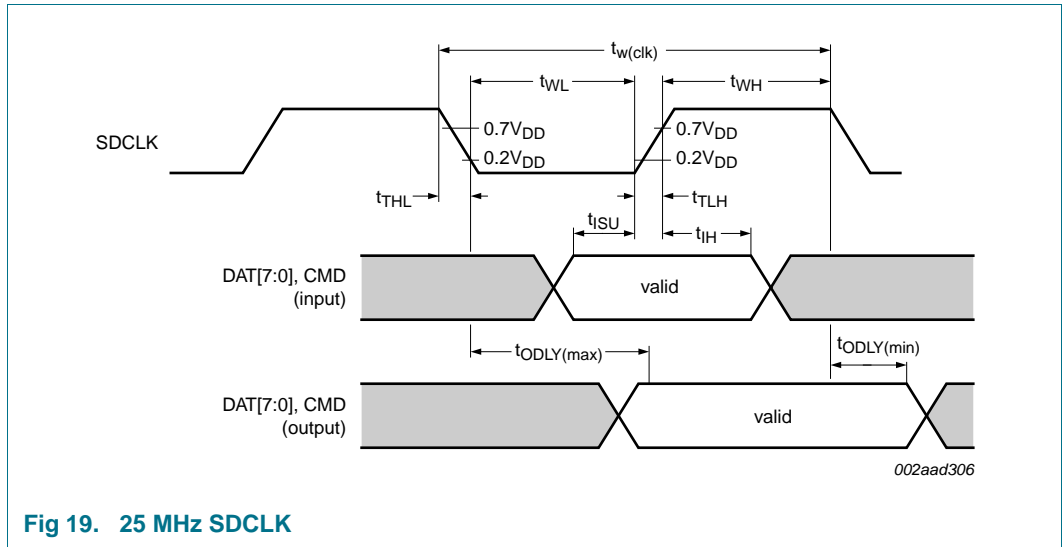 tw(clk)
tWL
tWH
SDCLK
0.7VDD
0.7VDD
0.2VDD
0.2VDD
tTHL
tTLH
tISU
tIH
DAT[7:0], CMD
(input)
valid
tODLY(max)
tODLY(min)
DAT[7:0], CMD
(output)
valid
002aad306
Fig 19. 25 MHz SDCLK